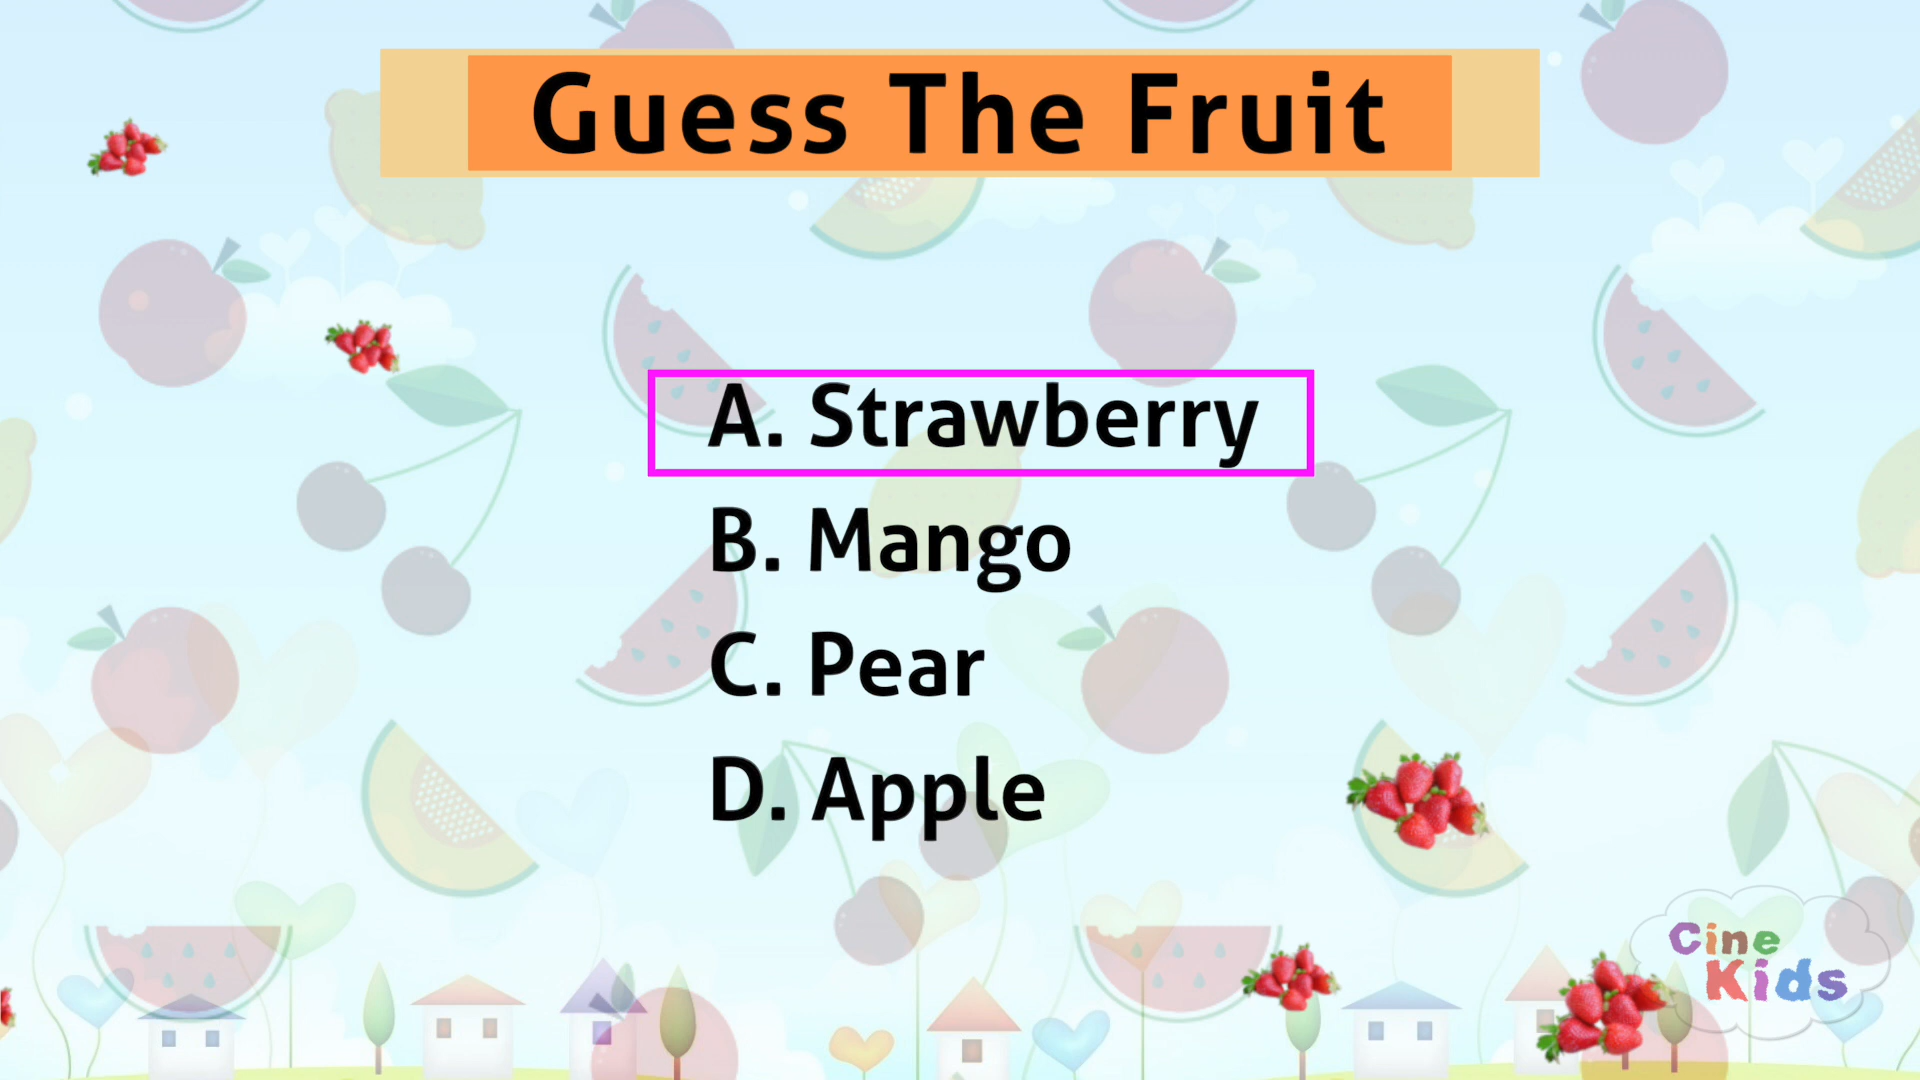 Guess The Fruit
A. Strawberry
B. Mango
C. Pear
D. Apple
Cine
Kids